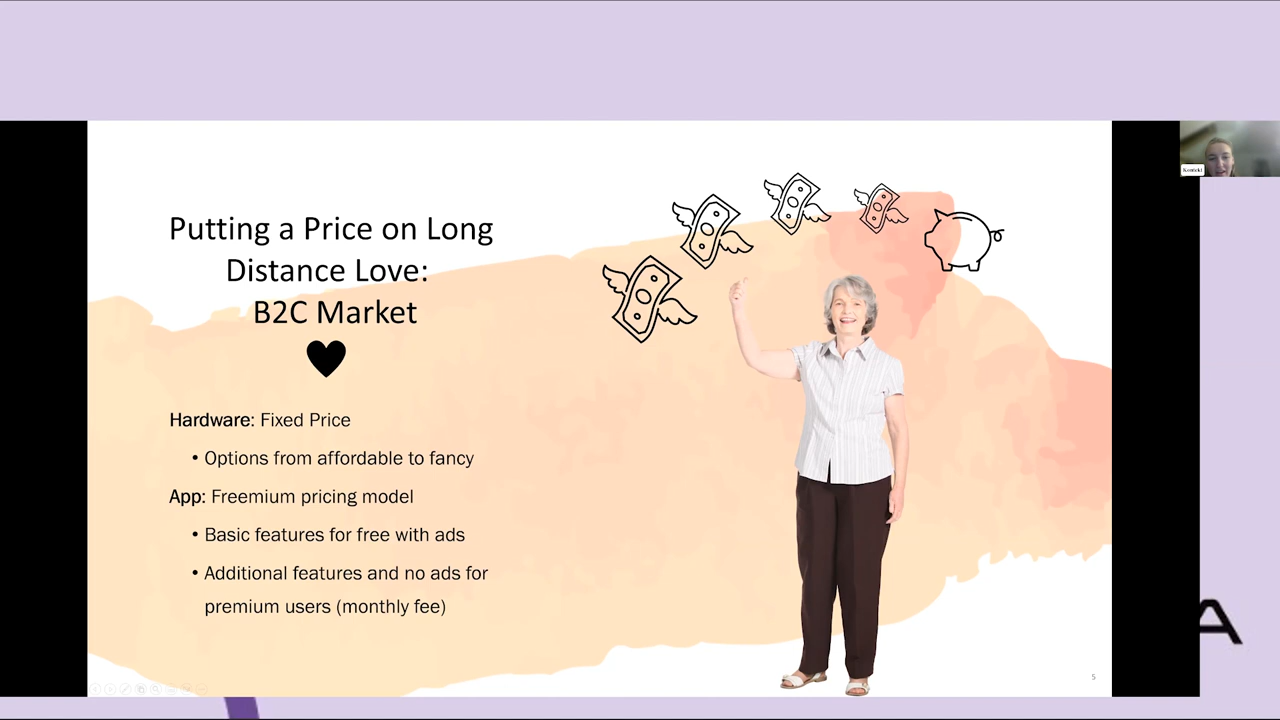 Putting a Price on Long
Distance Love:
B2C Market
Hardware: Fixed Price
• Options from affordable to fancy
App: Freemium pricing model
• Basic features for free with ads
• Additional features and no ads for
premium users (monthly fee)
5
A